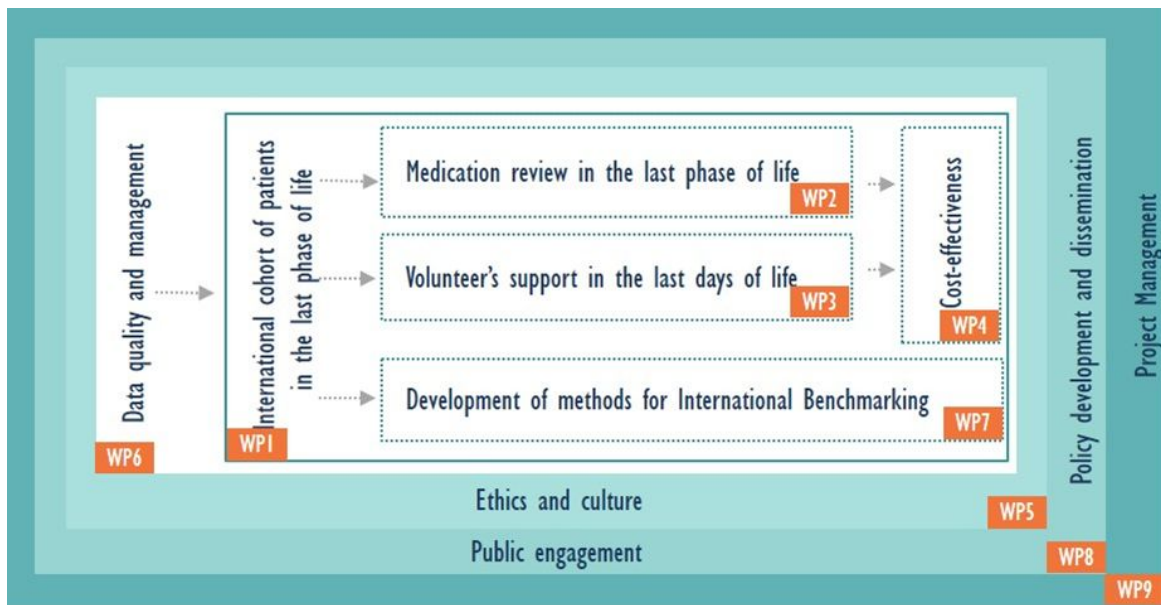 Data quality and management
WP6
International cohort of patients
in the last phase of life
WP1
Medication review in the last phase of life
WP2
Volunteer's support in the last days of life
WP3
Cost-effectiveness
WP4
Development of methods for International Benchmarking
WP7
Ethics and culture
WP5
Public engagement
Policy development and dissemination
WP8
Project Management
WP9